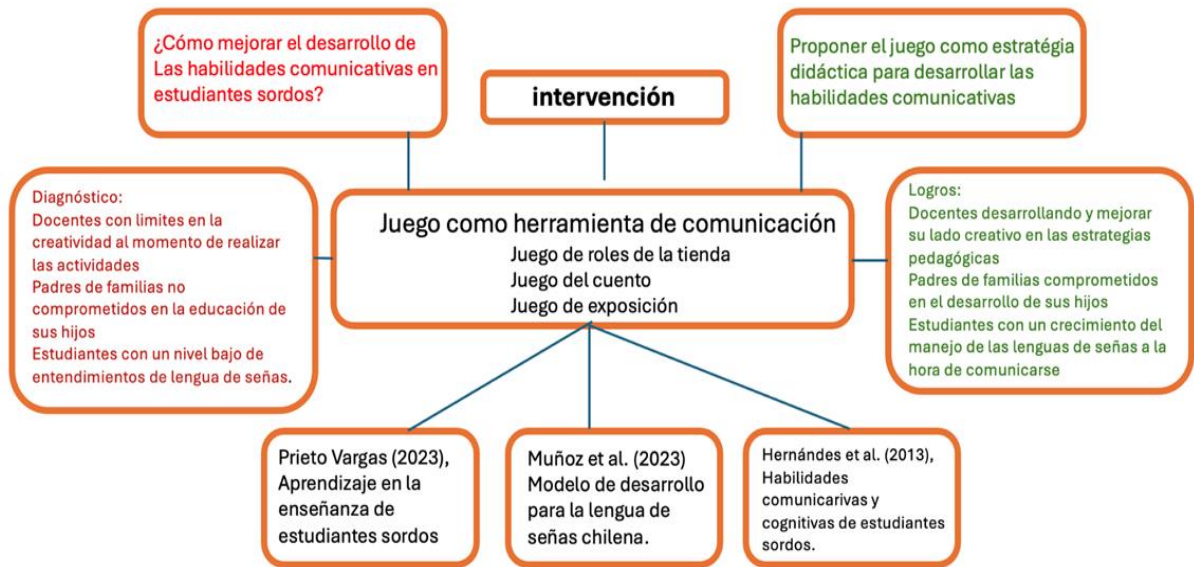 ¿Cómo mejorar el desarrollo de
Las habilidades comunicativas en
estudiantes sordos?
intervención
Proponer el juego como estratégia
didáctica para desarrollar las
habilidades comunicativas
Diagnóstico:
Docentes con limites en la
creatividad al momento de realizar
las actividades
Padres de familias no
comprometidos en la educación de
sus hijos
Estudiantes con un nivel bajo de
entendimientos de lengua de señas.
Juego como herramienta de comunicación
Juego de roles de la tienda
Juego del cuento
Juego de exposición
Logros:
Docentes desarrollando y mejorar
su lado creativo en las estrategias
pedagógicas
Padres de familias comprometidos
en el desarrollo de sus hijos
Estudiantes con un crecimiento del
manejo de las lenguas de señas a la
hora de comunicarse
Prieto Vargas (2023),
Aprendizaje en la
enseñanza de
estudiantes sordos
Muñoz et al. (2023)
Modelo de desarrollo
para la lengua de
señas chilena.
Hernándes et al. (2013),
Habilidades
comunicarivas y
cognitivas de estudiantes
sordos.